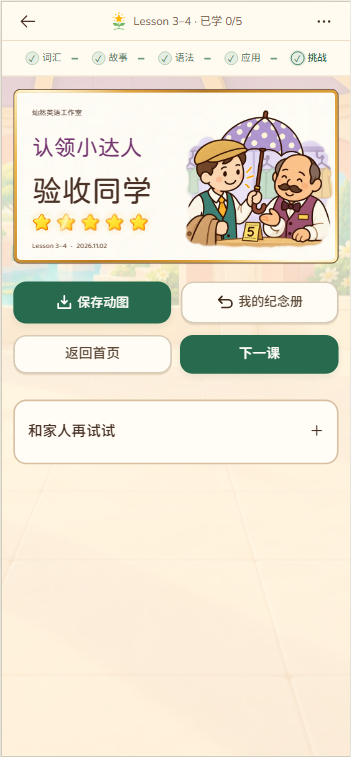 Lesson 3–4 · 已学 0/5
词汇 – 故事 – 语法 – 应用 – 挑战
灿然英语工作室
认领小达人
验收同学
5
Lesson 3–4 · 2026.11.02
保存动图
我的纪念册
返回首页
下一课
和家人再试试